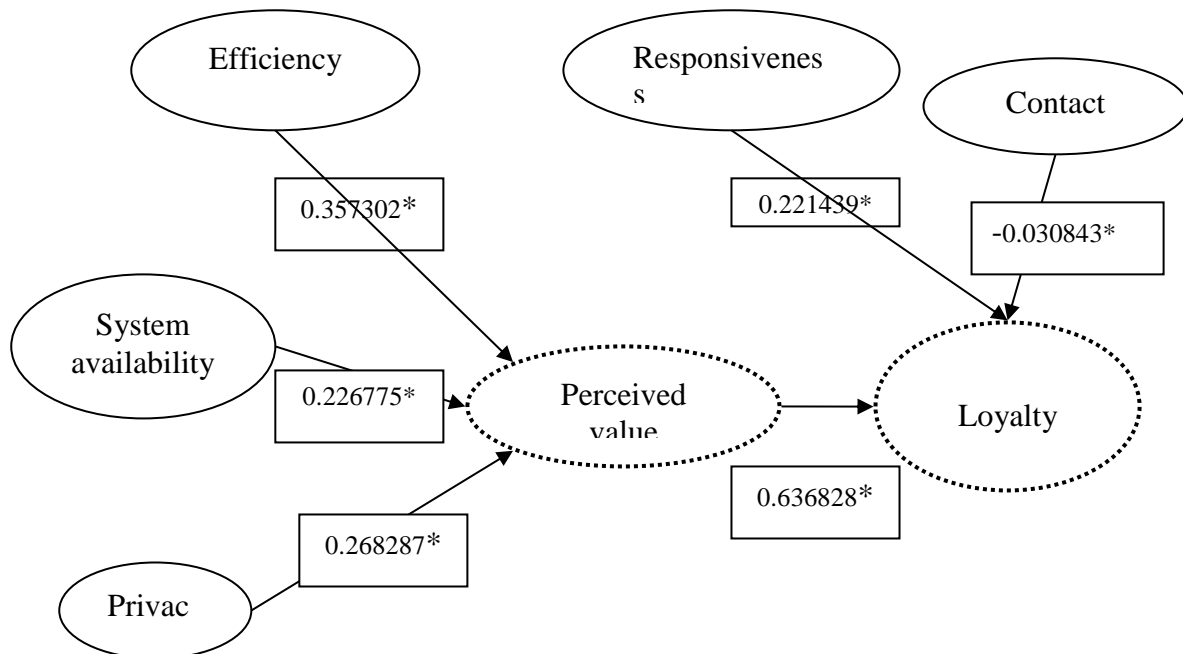 Efficiency
Responsivenes
s
Contact
0.357302*
0.221439*
-0.030843*
System
availability
0.226775*
Perceived
value
Loyalty
0.636828*
0.268287*
Privac